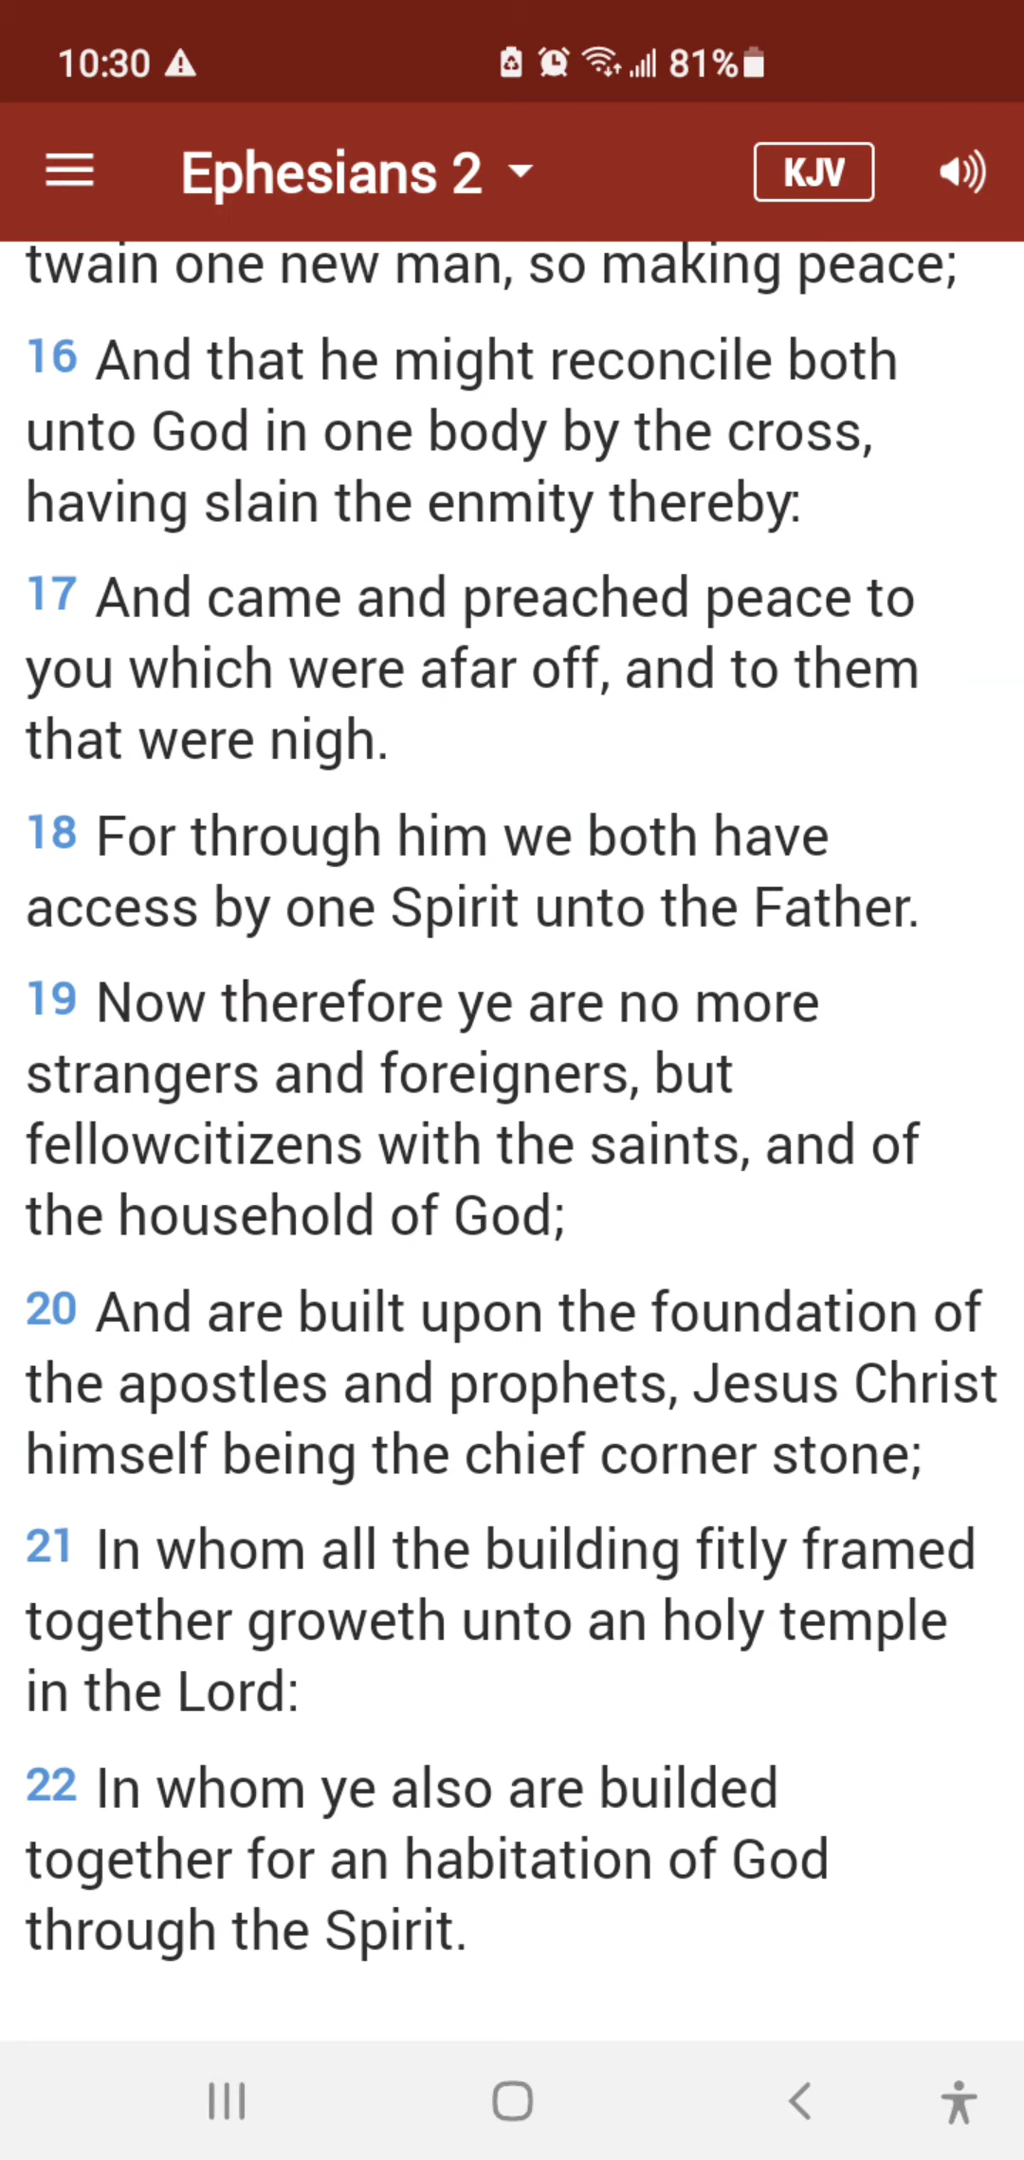 10:30 81%
Ephesians 2 KJV
twain one new man, so making peace;
16 And that he might reconcile both
unto God in one body by the cross,
having slain the enmity thereby:
17 And came and preached peace to
you which were afar off, and to them
that were nigh.
18 For through him we both have
access by one Spirit unto the Father.
19 Now therefore ye are no more
strangers and foreigners, but
fellowcitizens with the saints, and of
the household of God;
20 And are built upon the foundation of
the apostles and prophets, Jesus Christ
himself being the chief corner stone;
21 In whom all the building fitly framed
together groweth unto an holy temple
in the Lord:
22 In whom ye also are builded
together for an habitation of God
through the Spirit.